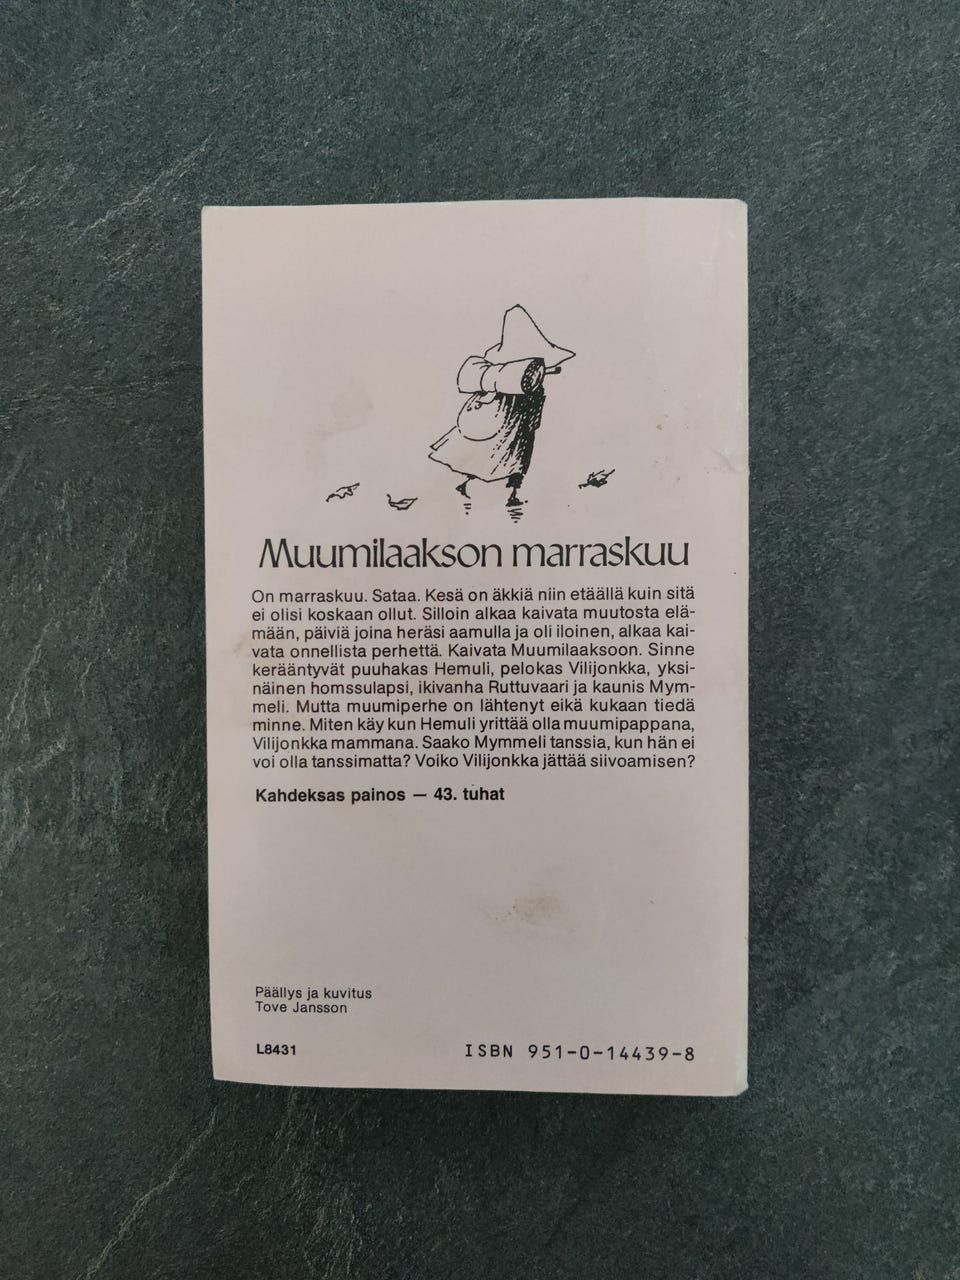 Muumilaakson marraskuu
On marraskuu. Sataa. Kesä on äkkiä niin etäällä kuin sitä
ei olisi koskaan ollut. Silloin alkaa kaivata muutosta elä-
mään, päiviä joina heräsi aamulla ja oli iloinen, alkaa kai-
vata onnellista perhettä. Kaivata Muumilaaksoon. Sinne
kerääntyvät puuhakas Hemuli, pelokas Vilijonkka, yksi-
näinen homssulapsi, ikivanha Ruttuvaari ja kaunis Mym-
meli. Mutta muumiperhe on lähtenyt eikä kukaan tiedä
minne. Miten käy kun Hemuli yrittää olla muumipappana,
Vilijonkka mammana. Saako Mymmeli tanssia, kun hän ei
voi olla tanssimatta? Voiko Vilijonkka jättää siivoamisen?
Kahdeksas painos — 43. tuhat
Päällys ja kuvitus
Tove Jansson
L8431
ISBN 951-0-14439-8